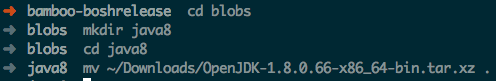 ➜ bamboo-boshrelease cd blobs
➜ blobs mkdir java8
➜ blobs cd java8
➜ java8 mv ~/Downloads/OpenJDK-1.8.0.66-x86_64-bin.tar.xz .